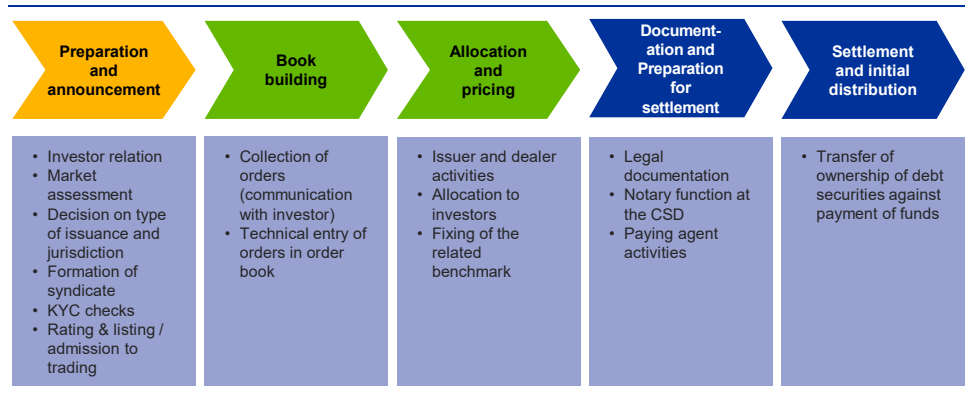 Preparation
and
announcement
Book
building
Allocation
and
pricing
Document-
ation and
Preparation
for
settlement
Settlement
and initial
distribution
• Investor relation
• Market
assessment
• Decision on type
of issuance and
jurisdiction
• Formation of
syndicate
• KYC checks
• Rating & listing /
admission to
trading
• Collection of
orders
(communication
with investor)
• Technical entry of
orders in order
book
• Issuer and dealer
activities
• Allocation to
investors
• Fixing of the
related
benchmark
• Legal
documentation
• Notary function at
the CSD
• Paying agent
activities
• Transfer of
ownership of debt
securities against
payment of funds